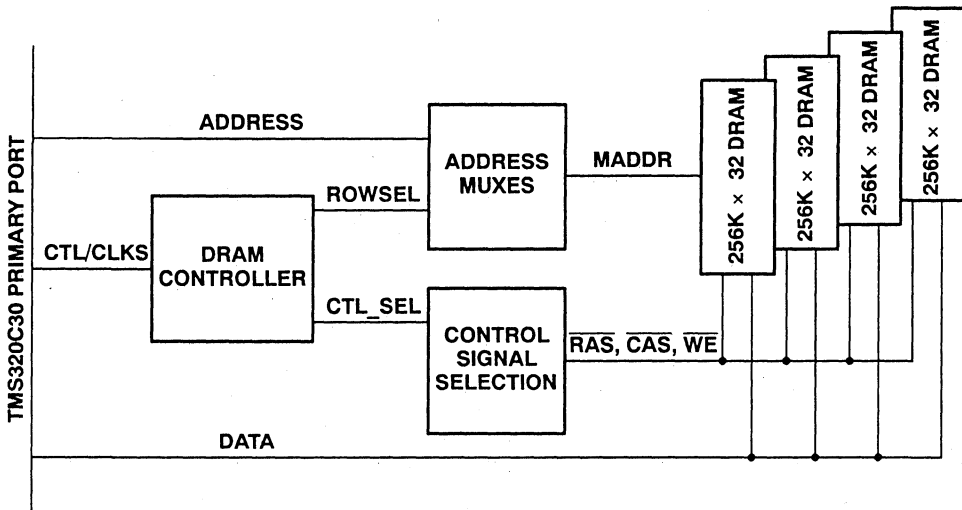 TMS320C30 PRIMARY PORT
ADDRESS
CTL/CLKS
DRAM
CONTROLLER
ROWSEL
CTL_SEL
ADDRESS
MUXES
MADDR
CONTROL
SIGNAL
SELECTION
RAS, CAS, WE
DATA
256K × 32 DRAM
256K × 32 DRAM
256K × 32 DRAM
256K × 32 DRAM